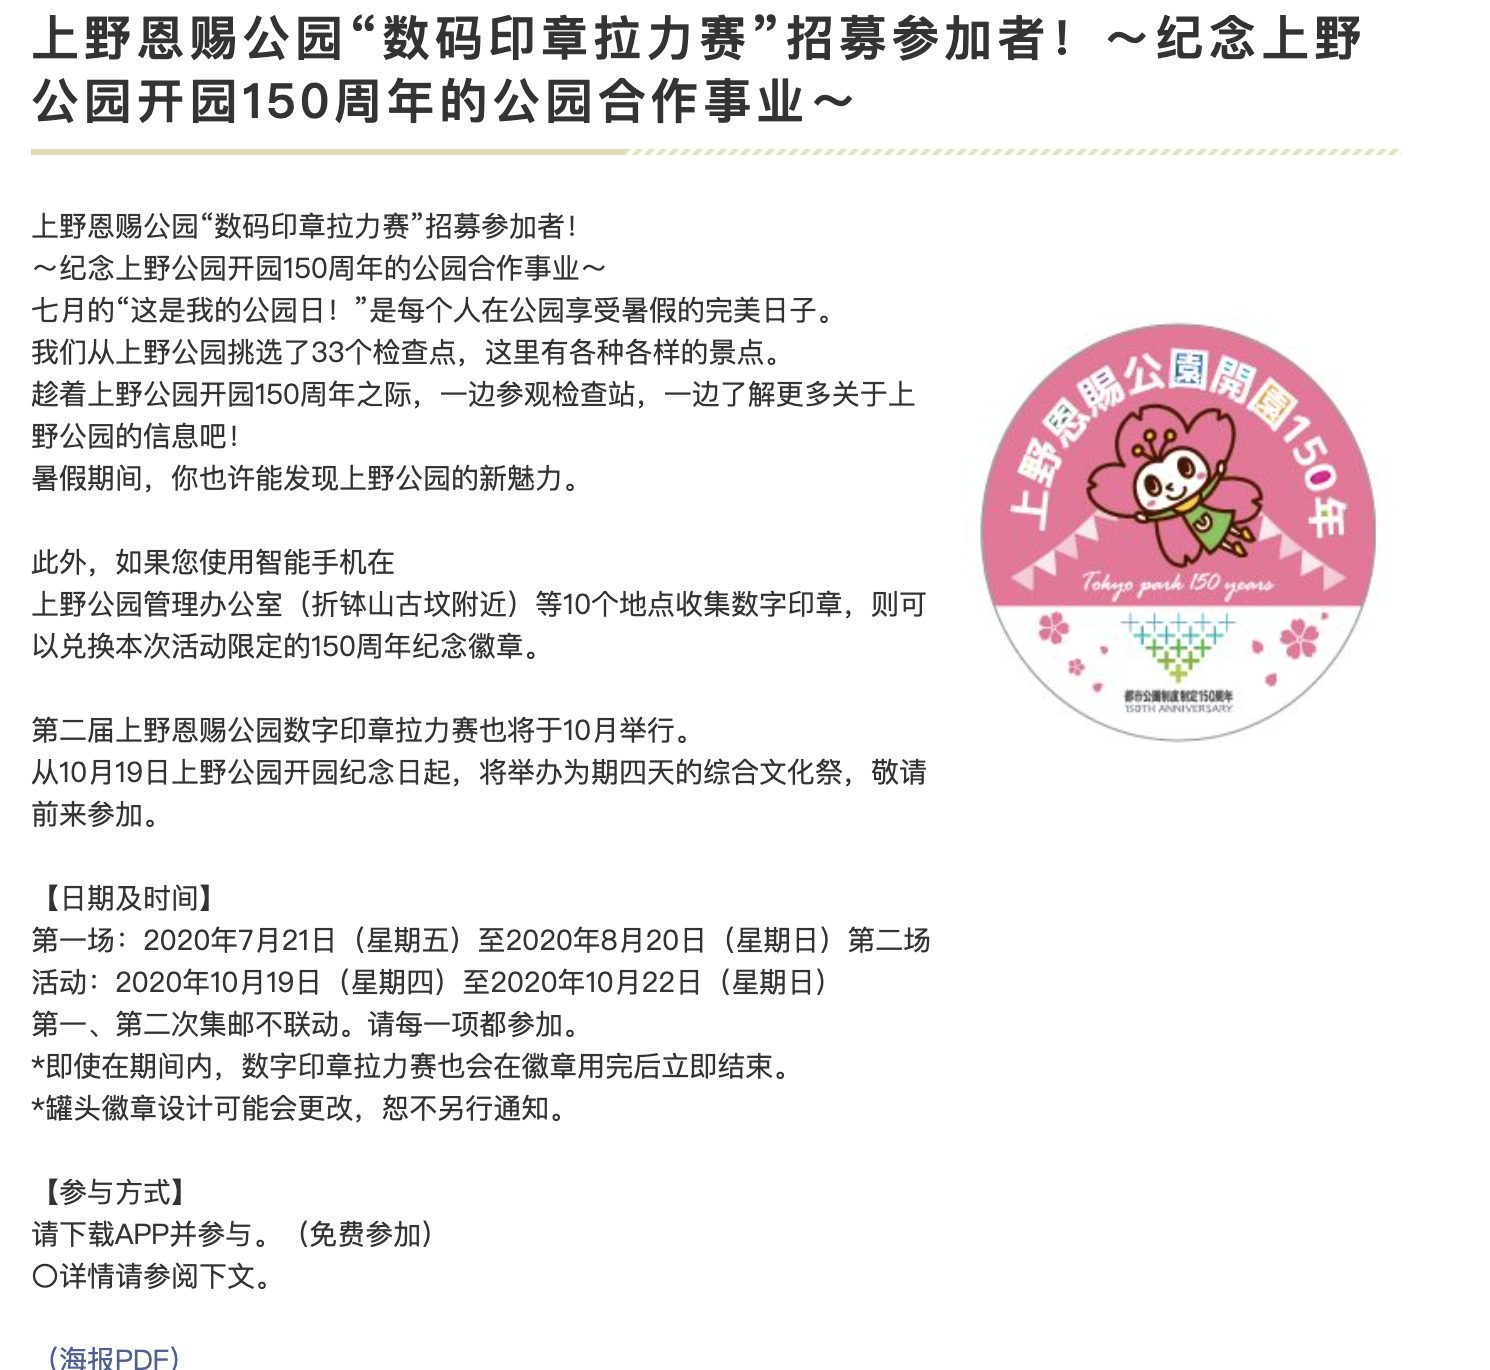 上野恩赐公园“数码印章拉力赛”招募参加者！～纪念上野
公园开园150周年的公园合作事业～
上野恩赐公园“数码印章拉力赛”招募参加者！
～纪念上野公园开园150周年的公园合作事业～
七月的“这是我的公园日！”是每个人在公园享受暑假的完美日子。
我们从上野公园挑选了33个检查点，这里有各种各样的景点。
趁着上野公园开园150周年之际，一边参观检查站，一边了解更多关于上
野公园的信息吧！
暑假期间，你也许能发现上野公园的新魅力。
此外，如果您使用智能手机在
上野公园管理办公室（折钵山古坟附近）等10个地点收集数字印章，则可
以兑换本次活动限定的150周年纪念徽章。
第二届上野恩赐公园数字印章拉力赛也将于10月举行。
从10月19日上野公园开园纪念日起，将举办为期四天的综合文化祭，敬请
前来参加。
【日期及时间】
第一场：2020年7月21日（星期五）至2020年8月20日（星期日）第二场
活动：2020年10月19日（星期四）至2020年10月22日（星期日）
第一、第二次集邮不联动。请每一项都参加。
*即使在期间内，数字印章拉力赛也会在徽章用完后立即结束。
*罐头徽章设计可能会更改，恕不另行通知。
【参与方式】
请下载APP并参与。（免费参加）
〇详情请参阅下文。
（海报PDF）
上野恩賜公園開園150年
Tokyo park 150 years
都市公園制度制定150周年
150TH ANNIVERSARY